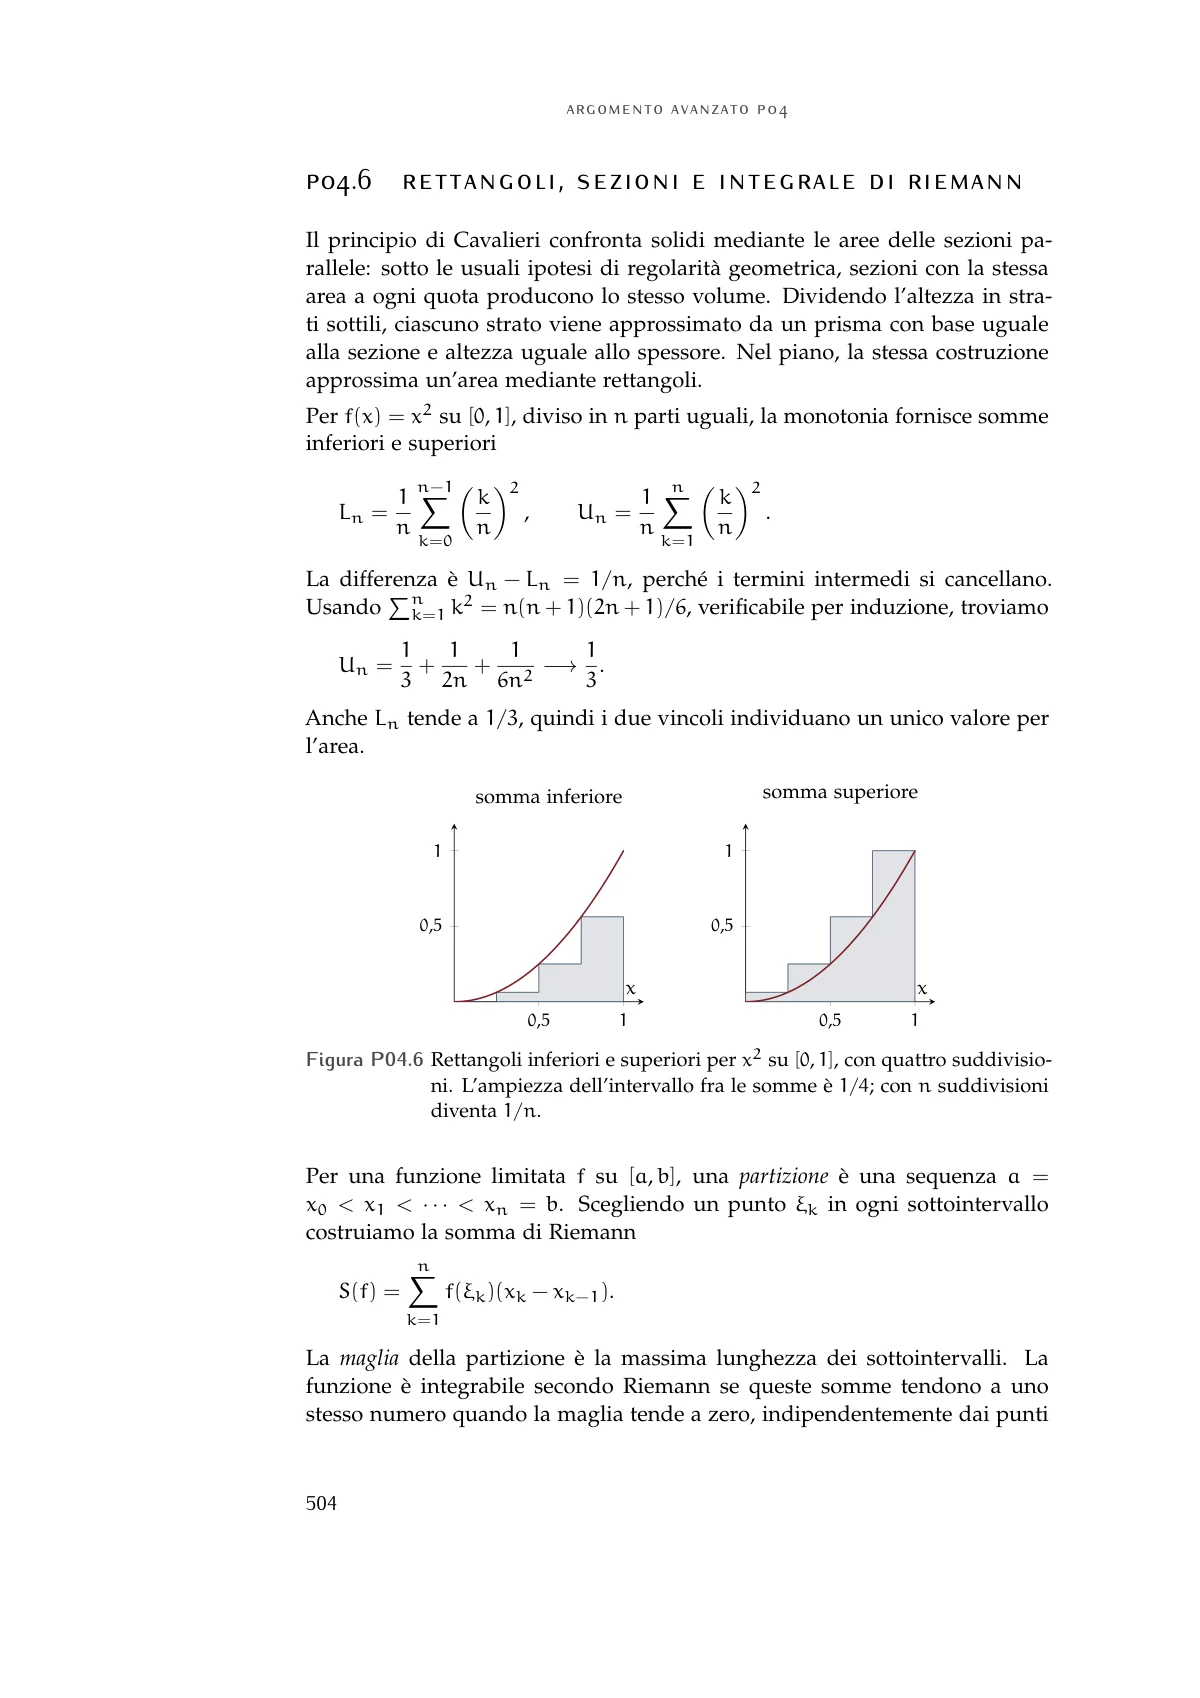 ARGOMENTO AVANZATO P04
P04.6 RETTANGOLI, SEZIONI E INTEGRALE DI RIEMANN
Il principio di Cavalieri confronta solidi mediante le aree delle sezioni pa-
rallele: sotto le usuali ipotesi di regolarità geometrica, sezioni con la stessa
area a ogni quota producono lo stesso volume. Dividendo l'altezza in stra-
ti sottili, ciascuno strato viene approssimato da un prisma con base uguale
alla sezione e altezza uguale allo spessore. Nel piano, la stessa costruzione
approssima un'area mediante rettangoli.
Per f(x) = x² su [0, 1], diviso in n parti uguali, la monotonia fornisce somme
inferiori e superiori
Lₙ = 1/n ∑_{k=0}^{n−1} (k/n)², Uₙ = 1/n ∑_{k=1}^{n} (k/n)².
La differenza è Uₙ − Lₙ = 1/n, perché i termini intermedi si cancellano.
Usando ∑_{k=1}^{n} k² = n(n + 1)(2n + 1)/6, verificabile per induzione, troviamo
Uₙ = 1/3 + 1/2n + 1/6n² ⟶ 1/3.
Anche Lₙ tende a 1/3, quindi i due vincoli individuano un unico valore per
l'area.
somma inferiore
1
0,5
x
0,5 1
somma superiore
1
0,5
x
0,5 1
Figura P04.6 Rettangoli inferiori e superiori per x² su [0, 1], con quattro suddivisio-
ni. L'ampiezza dell'intervallo fra le somme è 1/4; con n suddivisioni
diventa 1/n.
Per una funzione limitata f su [a, b], una partizione è una sequenza a =
x₀ < x₁ < ⋯ < xₙ = b. Scegliendo un punto ξₖ in ogni sottointervallo
costruiamo la somma di Riemann
S(f) = ∑_{k=1}^{n} f(ξₖ)(xₖ − xₖ₋₁).
La maglia della partizione è la massima lunghezza dei sottointervalli. La
funzione è integrabile secondo Riemann se queste somme tendono a uno
stesso numero quando la maglia tende a zero, indipendentemente dai punti
504